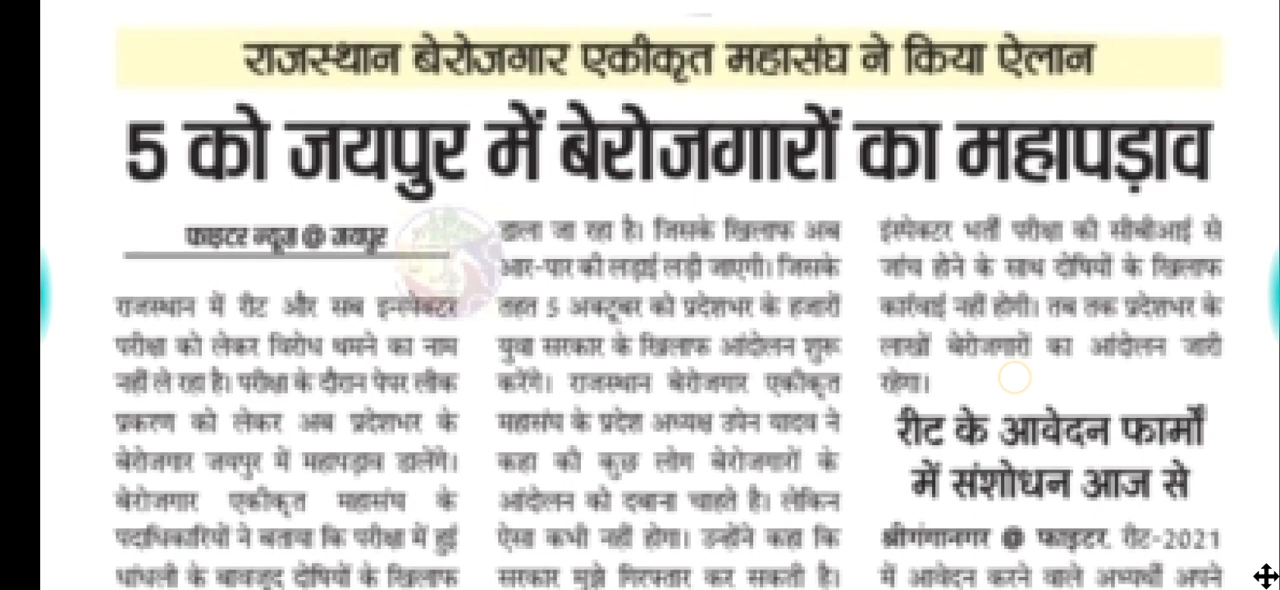 राजस्थान बेरोजगार एकीकृत महासंघ ने किया ऐलान
5 को जयपुर में बेरोजगारों का महापड़ाव
फाइटर न्यूज @ जयपुर
राजस्थान में रीट और सब इन्स्पेक्टर
परीक्षा को लेकर विरोध थमने का नाम
नहीं ले रहा है। परीक्षा के दौरान पेपर लीक
प्रकरण को लेकर अब प्रदेशभर के
बेरोजगार जयपुर में महापड़ाव डालेंगे।
बेरोजगार एकीकृत महासंघ के
पदाधिकारियों ने बताया कि परीक्षा में हुई
धांधली के बावजूद दोषियों के खिलाफ
डाला जा रहा है। जिसके खिलाफ अब
आर-पार की लड़ाई लड़ी जाएगी। जिसके
तहत 5 अक्टूबर को प्रदेशभर के हजारों
युवा सरकार के खिलाफ आंदोलन शुरू
करेंगे। राजस्थान बेरोजगार एकीकृत
महासंघ के प्रदेश अध्यक्ष उपेन यादव ने
कहा की कुछ लोग बेरोजगारों के
आंदोलन को दबाना चाहते है। लेकिन
ऐसा कभी नहीं होगा। उन्होंने कहा कि
सरकार मुझे गिरफ्तार कर सकती है।
इंस्पेक्टर भर्ती परीक्षा की सीबीआई से
जांच होने के साथ दोषियों के खिलाफ
कार्रवाई नहीं होगी। तब तक प्रदेशभर के
लाखों बेरोजगारों का आंदोलन जारी
रहेगा।
रीट के आवेदन फार्मों
में संशोधन आज से
श्रीगंगानगर @ फाइटर. रीट-2021
में आवेदन करने वाले अभ्यर्थी अपने